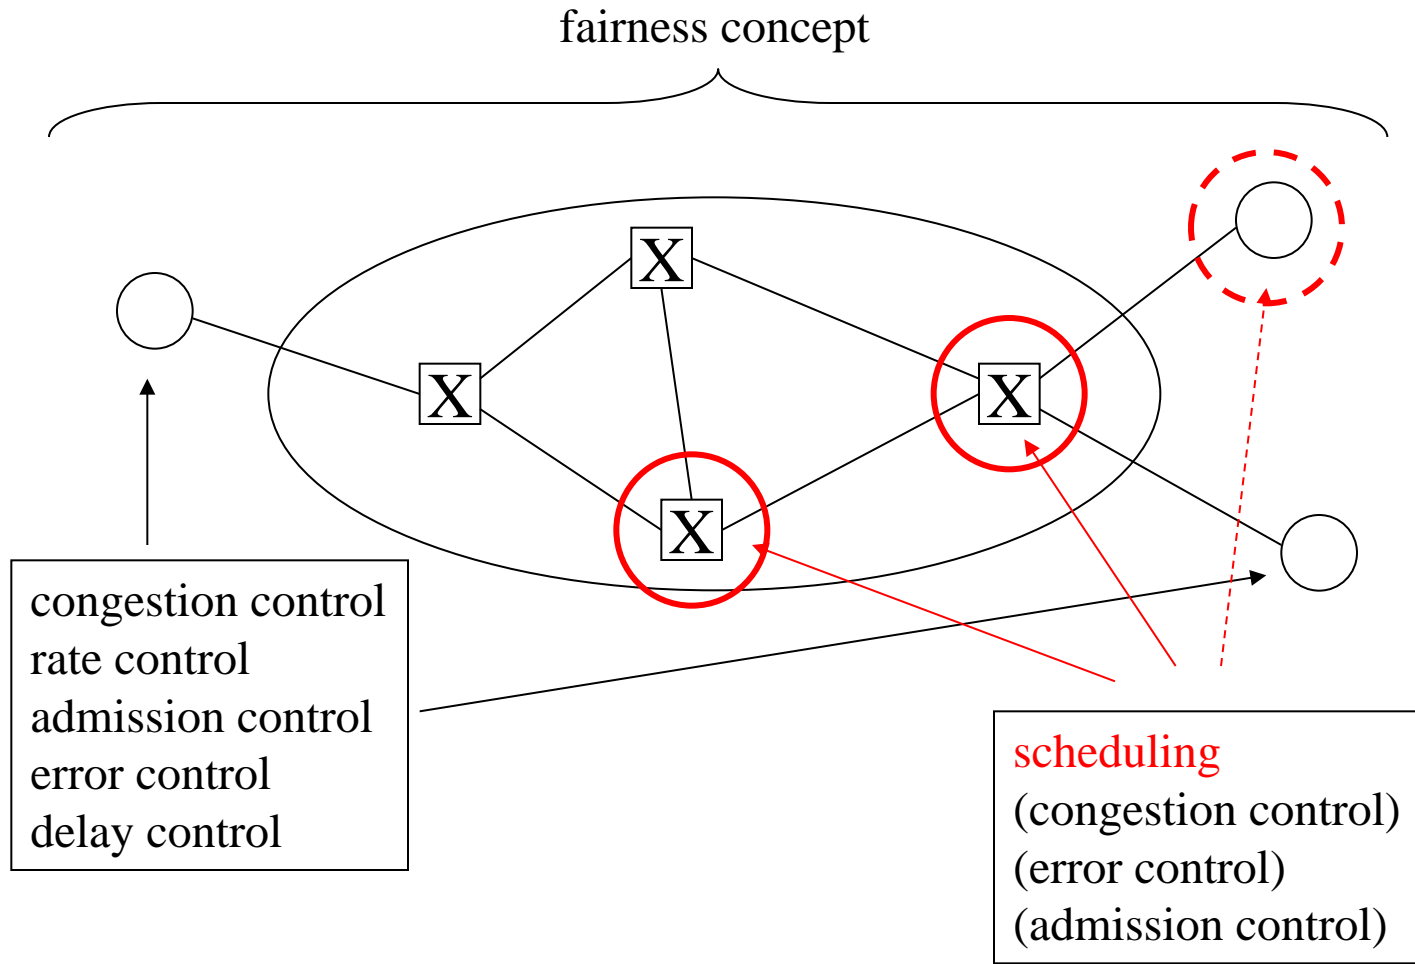 fairness concept
X
X
X
X
congestion control
rate control
admission control
error control
delay control
scheduling
(congestion control)
(error control)
(admission control)